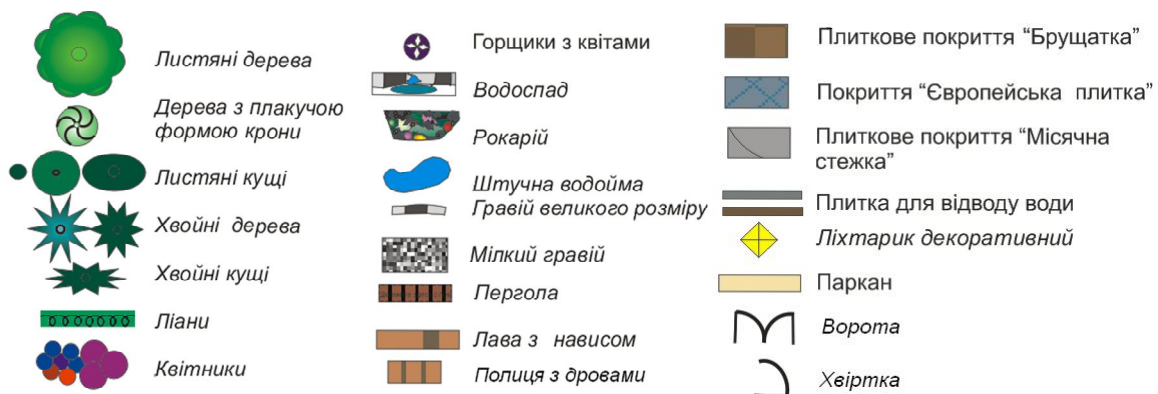 Листяні дерева
Дерева з плакучою
формою крони
Листяні кущі
Хвойні дерева
Хвойні кущі
Ліани
Квітники
Горщики з квітами
Водоспад
Рокарій
Штучна водойма
Гравій великого розміру
Мілкий гравій
Пергола
Лава з нависом
Полиця з дровами
Плиткове покриття “Брущатка”
Покриття “Європейська плитка”
Плиткове покриття “Місячна
стежка”
Плитка для відводу води
Ліхтарик декоративний
Паркан
Ворота
Хвіртка